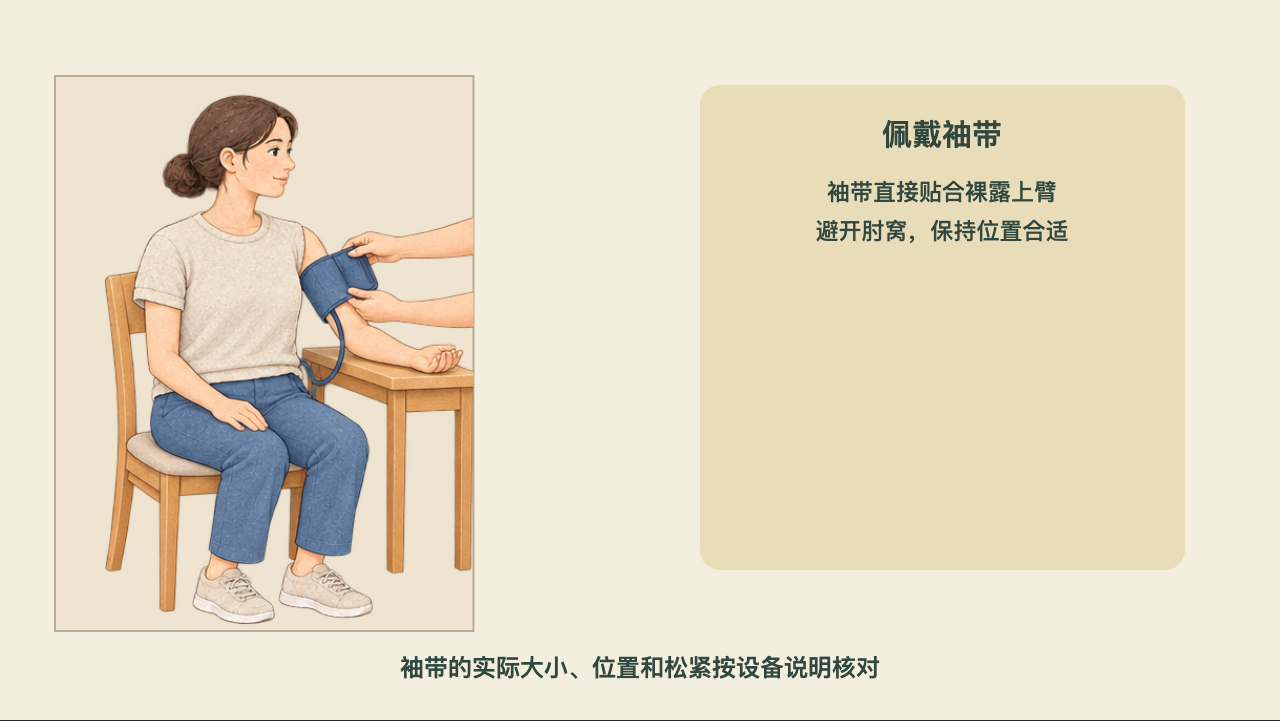 佩戴袖带
袖带直接贴合裸露上臂
避开肘窝，保持位置合适
袖带的实际大小、位置和松紧按设备说明核对